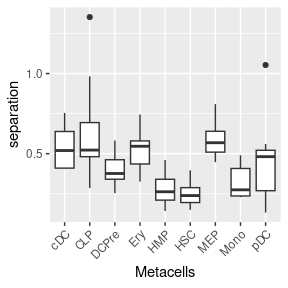 separation
1.0
0.5
cDC
CLP
DCPre
Ery
HMP
HSC
MEP
Mono
pDC
Metacells